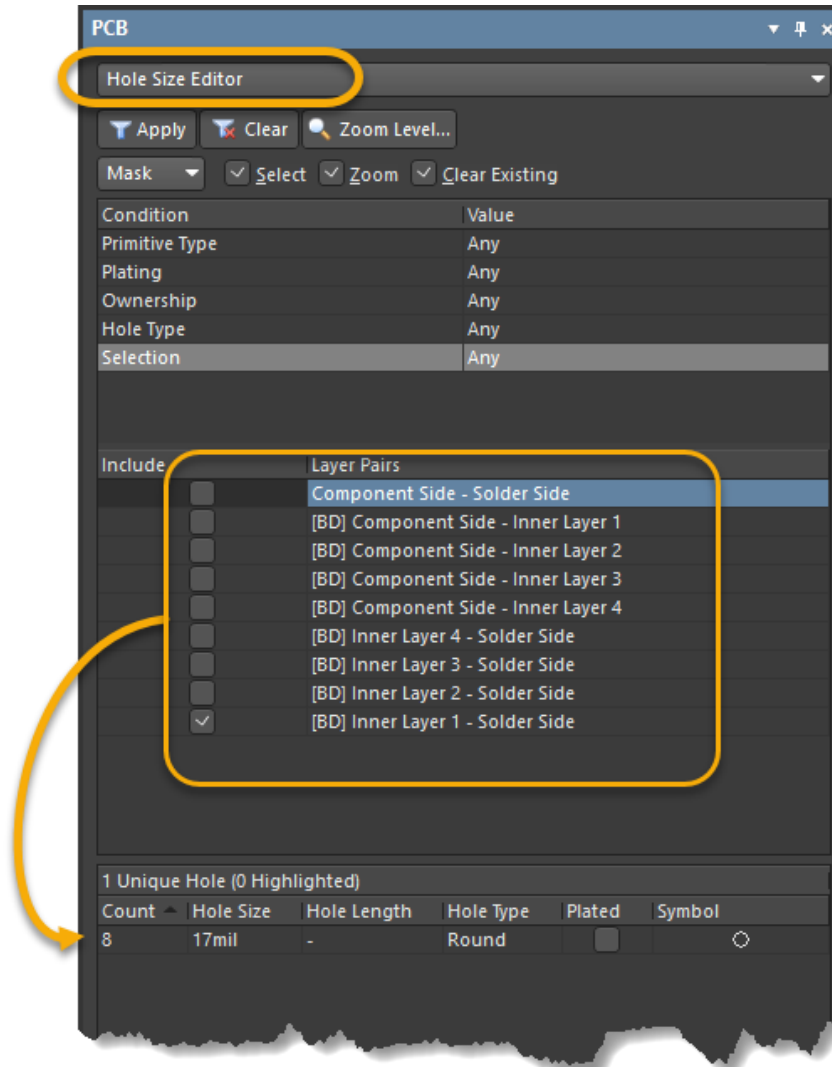 PCB
Hole Size Editor
Apply Clear Zoom Level...
Mask Select Zoom Clear Existing
Condition Value
Primitive Type Any
Plating Any
Ownership Any
Hole Type Any
Selection Any
Include Layer Pairs
Component Side - Solder Side
[BD] Component Side - Inner Layer 1
[BD] Component Side - Inner Layer 2
[BD] Component Side - Inner Layer 3
[BD] Component Side - Inner Layer 4
[BD] Inner Layer 4 - Solder Side
[BD] Inner Layer 3 - Solder Side
[BD] Inner Layer 2 - Solder Side
[BD] Inner Layer 1 - Solder Side
1 Unique Hole (0 Highlighted)
Count Hole Size Hole Length Hole Type Plated Symbol
8 17mil - Round